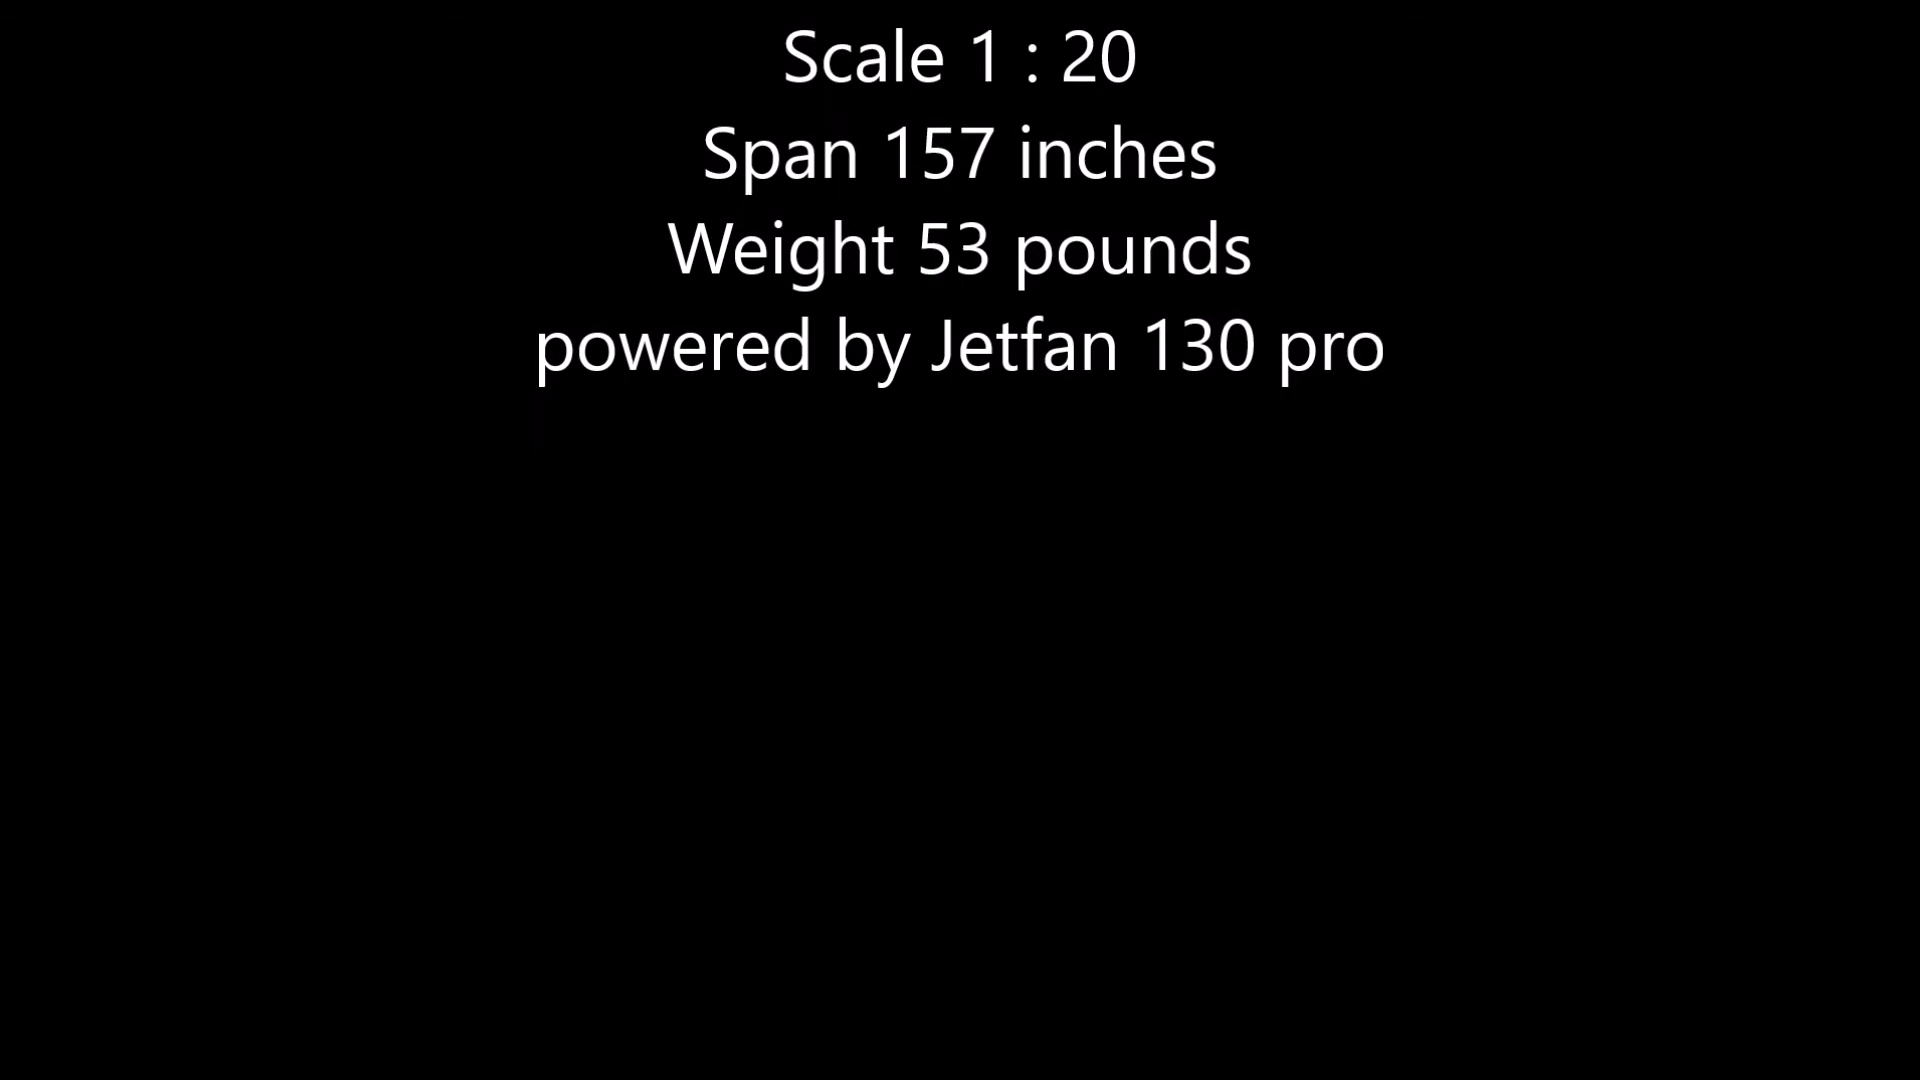 Scale 1 : 20
Span 157 inches
Weight 53 pounds
powered by Jetfan 130 pro